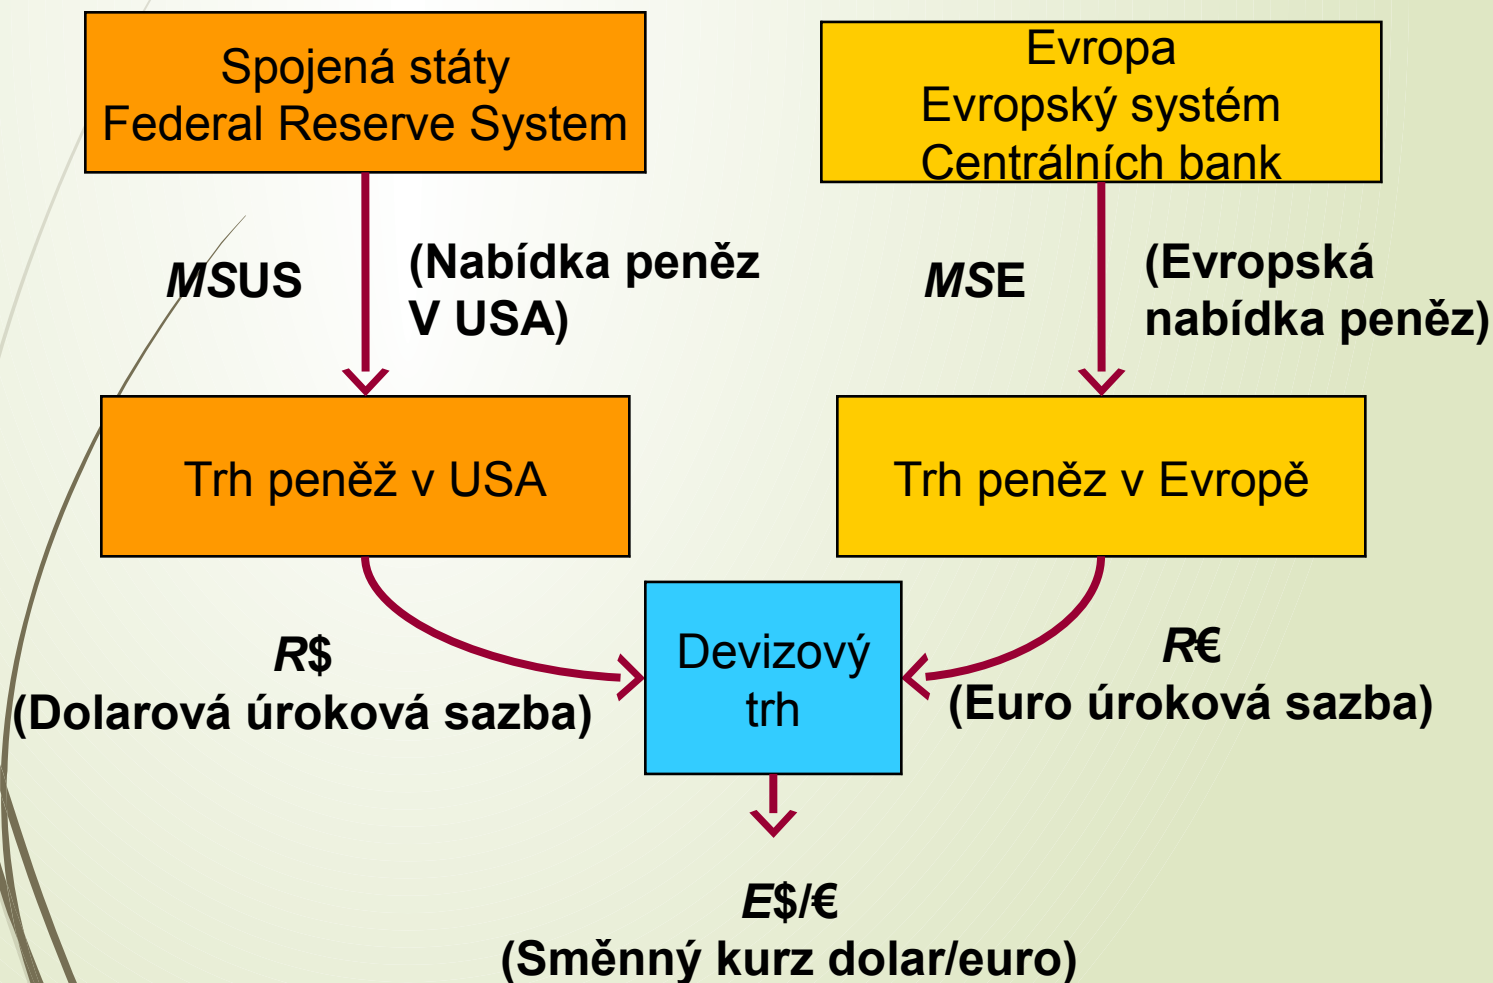 Spojená státy
Federal Reserve System
Evropa
Evropský systém
Centrálních bank
MSUS
(Nabídka peněz
V USA)
MSE
(Evropská
nabídka peněz)
Trh peněž v USA
Trh peněz v Evropě
R$
(Dolarová úroková sazba)
Devizový
trh
R€
(Euro úroková sazba)
E$/€
(Směnný kurz dolar/euro)